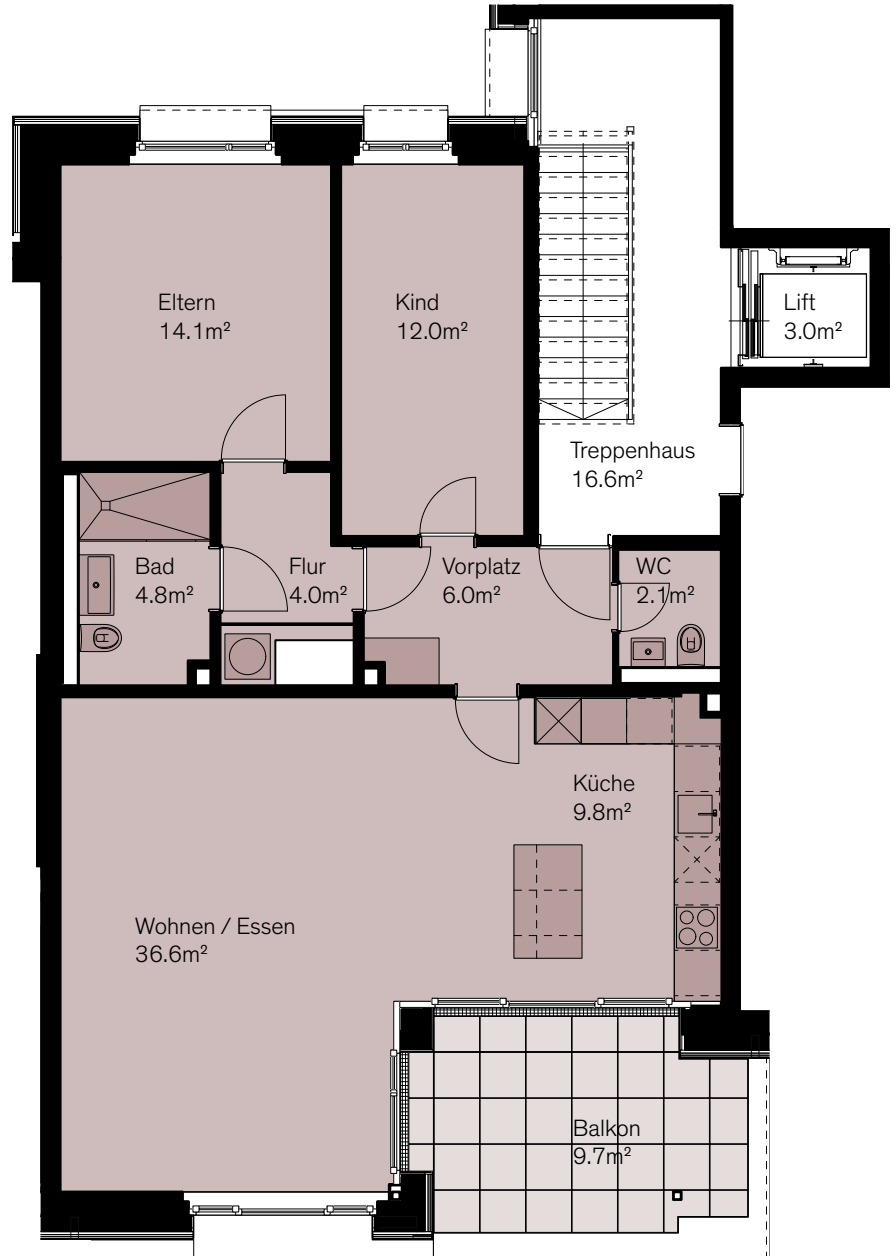 Eltern
14.1m²
Kind
12.0m²
Lift
3.0m²
Treppenhaus
16.6m²
Bad
4.8m²
Flur
4.0m²
Vorplatz
6.0m²
WC
2.1m²
Küche
9.8m²
Wohnen / Essen
36.6m²
Balkon
9.7m²